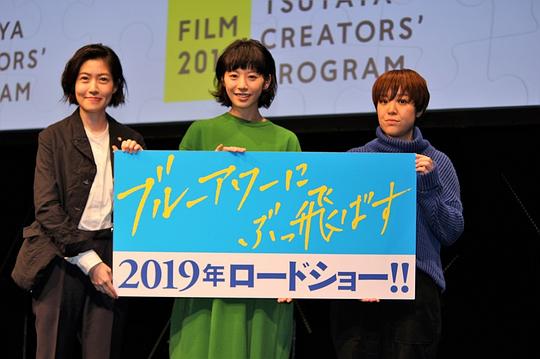 TSUTAYA
CREATORS'
PROGRAM
FILM
201
YA
ORS'
AM
ブルーアワーに
ぶっ飛ばす
2019年ロードショー!!